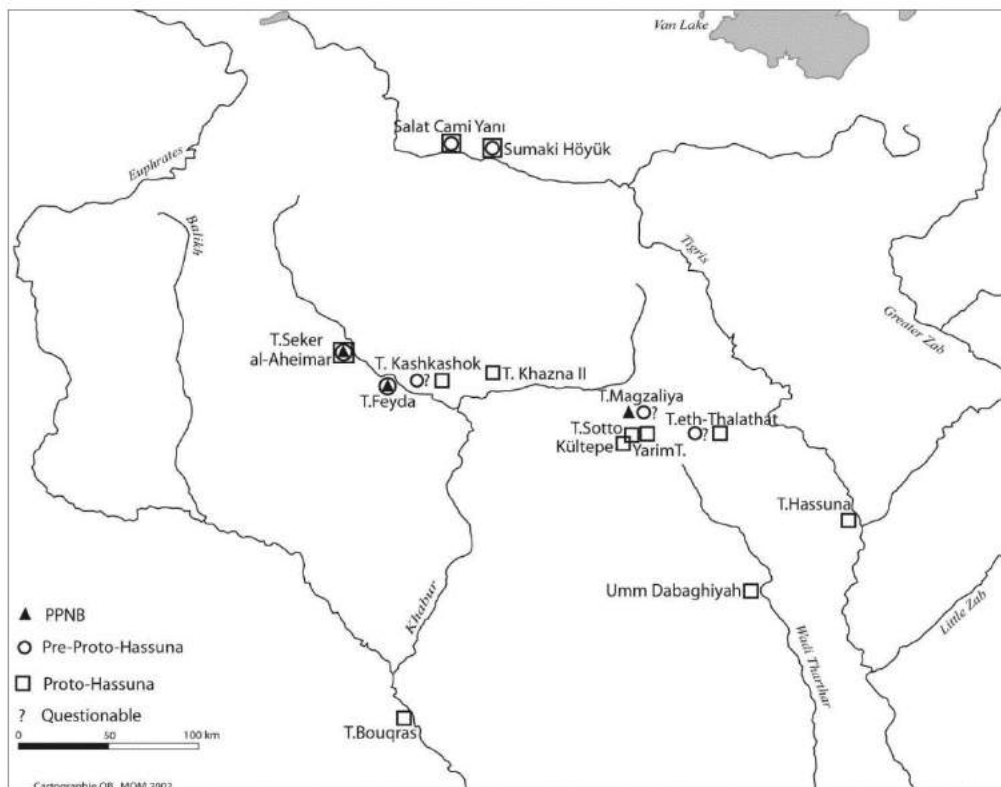 Van Lake
Salat Cami Yanı
Sumaki Höyük
Euphrates
Balikh
Tigris
Greater Zab
T.Seker
al-Aheimar
T. Kashkashok
?
T. Khazna II
T.Feyda
T.Magzaliya
?
T.eth-Thalathat
?
T.Sotto
Kültepe
YarimT.
T.Hassuna
Umm Dabaghiyah
Khabur
Little Zab
Wadi Tharthar
T.Bouqras
PPNB
Pre-Proto-Hassuna
Proto-Hassuna
? Questionable
0 50 100 km
Cartographie OB, MOM 2002